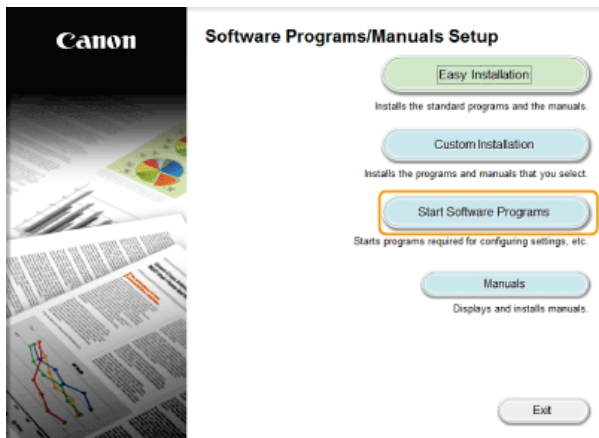 Canon
Software Programs/Manuals Setup
Easy Installation
Installs the standard programs and the manuals.
Custom Installation
Installs the programs and manuals that you select.
Start Software Programs
Starts programs required for configuring settings, etc.
Manuals
Displays and installs manuals.
Exit